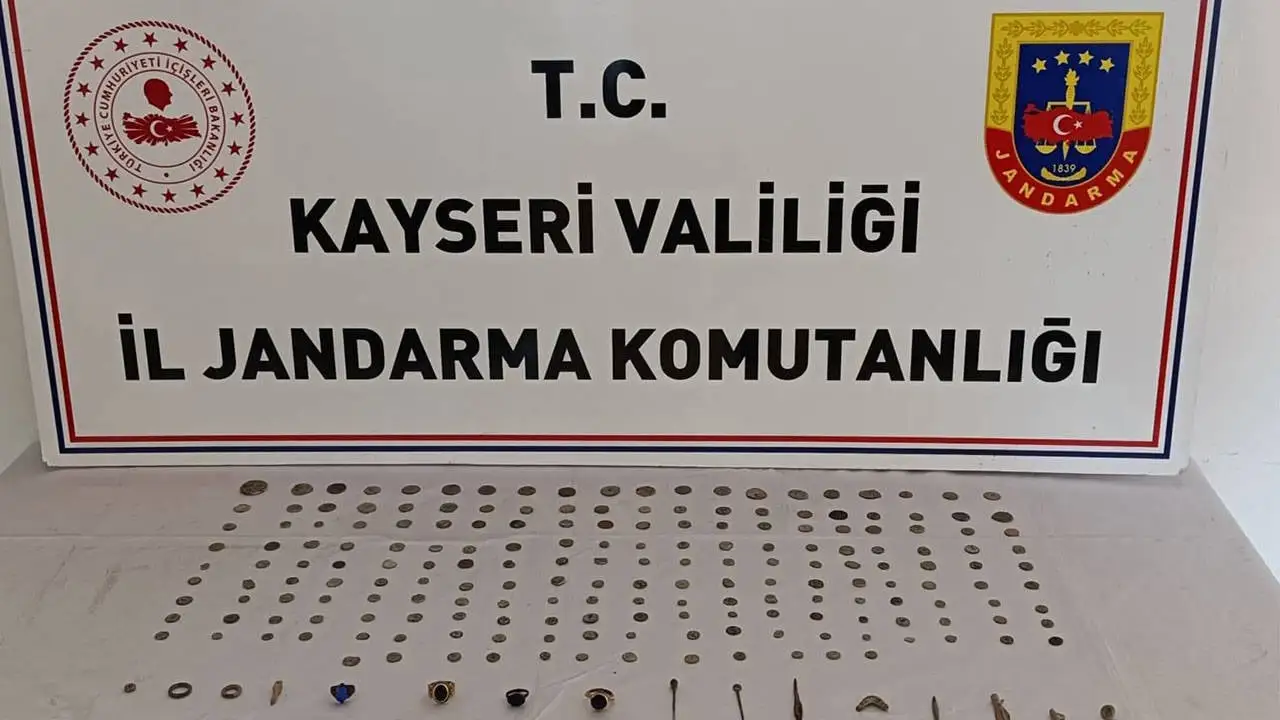 TÜRKİYE CUMHURİYETİ İÇİŞLERİ BAKANLIĞI
T.C.
KAYSERİ VALİLİĞİ
İL JANDARMA KOMUTANLIĞI
1839
JANDARMA